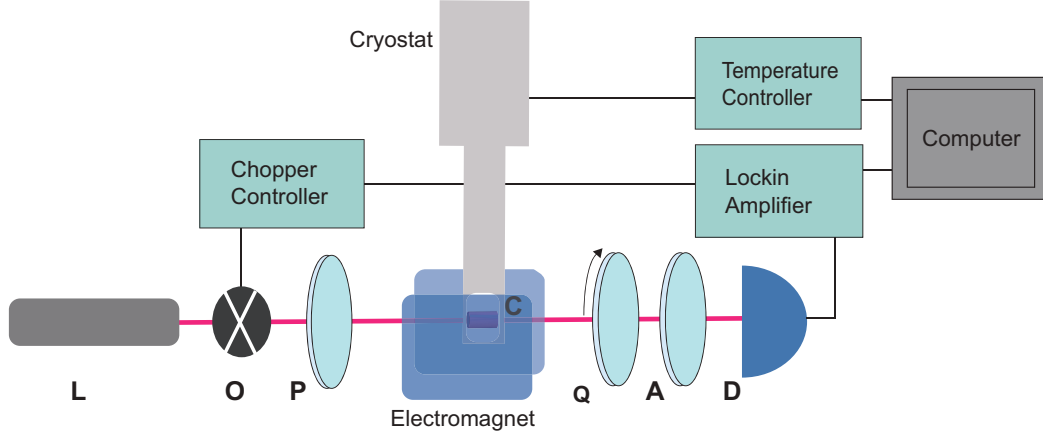 Cryostat
Temperature
Controller
Computer
Chopper
Controller
Lockin
Amplifier
C
L
O
P
Q
A
D
Electromagnet